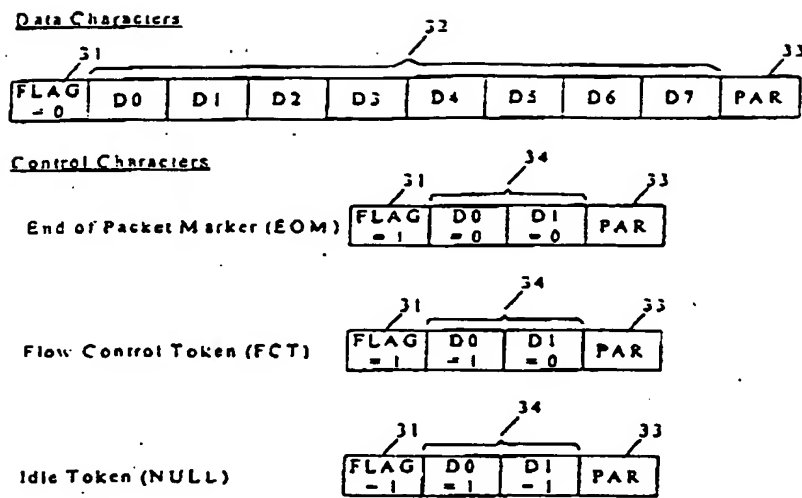 Data Characters
31 32 33
FLAG = 0 D0 D1 D2 D3 D4 D5 D6 D7 PAR
Control Characters
31 34 33
End of Packet Marker (EOM) FLAG = 1 D0 = 0 D1 = 0 PAR
31 34 33
Flow Control Token (FCT) FLAG = 1 D0 = 1 D1 = 0 PAR
31 34 33
Idle Token (NULL) FLAG = 1 D0 = 1 D1 = 1 PAR